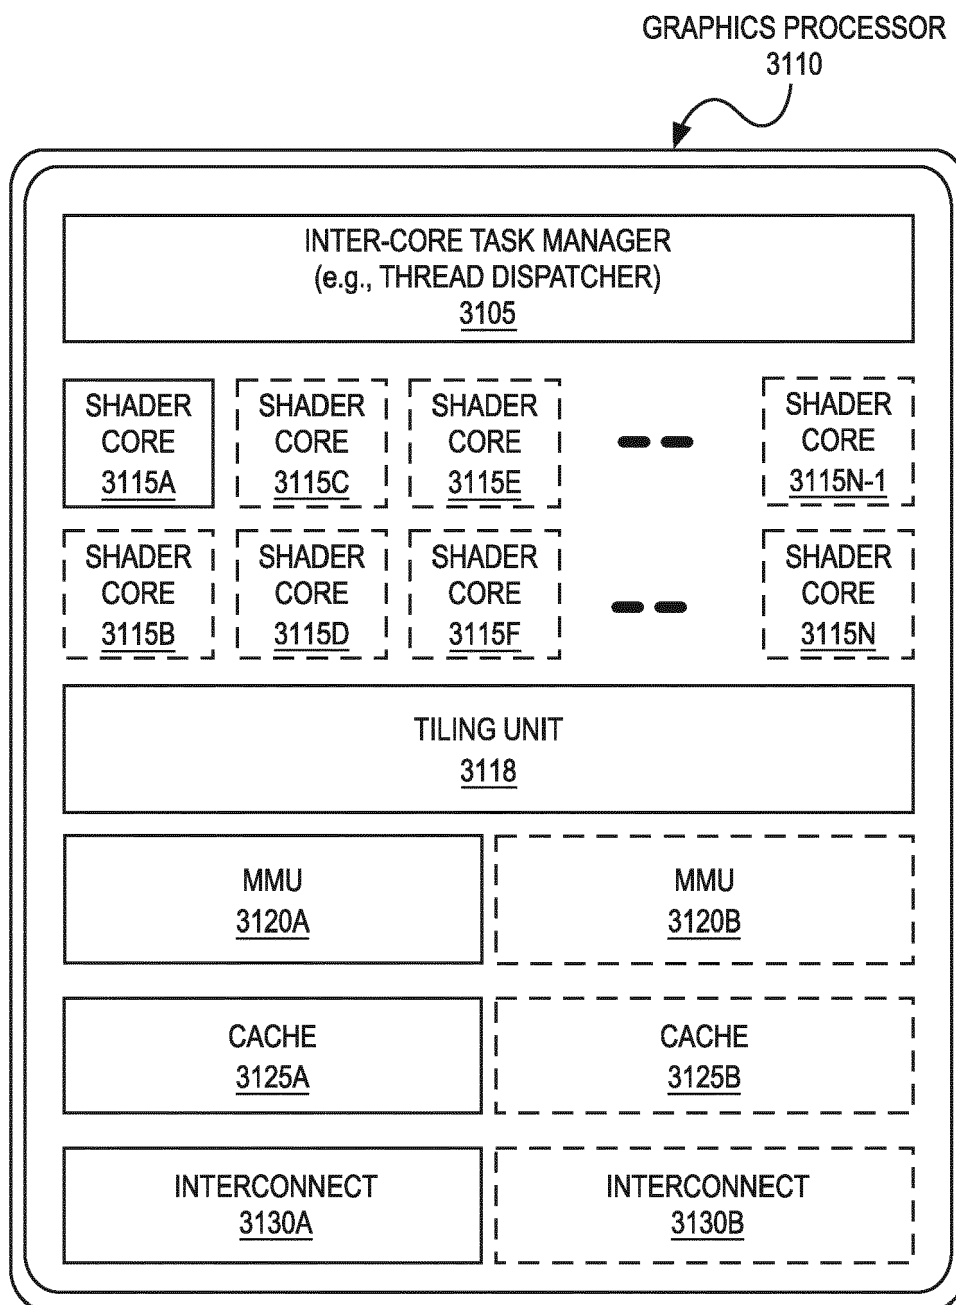 GRAPHICS PROCESSOR
3110
INTER-CORE TASK MANAGER
(e.g., THREAD DISPATCHER)
3105
SHADER
CORE
3115A
SHADER
CORE
3115C
SHADER
CORE
3115E
SHADER
CORE
3115N-1
SHADER
CORE
3115B
SHADER
CORE
3115D
SHADER
CORE
3115F
SHADER
CORE
3115N
TILING UNIT
3118
MMU
3120A
MMU
3120B
CACHE
3125A
CACHE
3125B
INTERCONNECT
3130A
INTERCONNECT
3130B